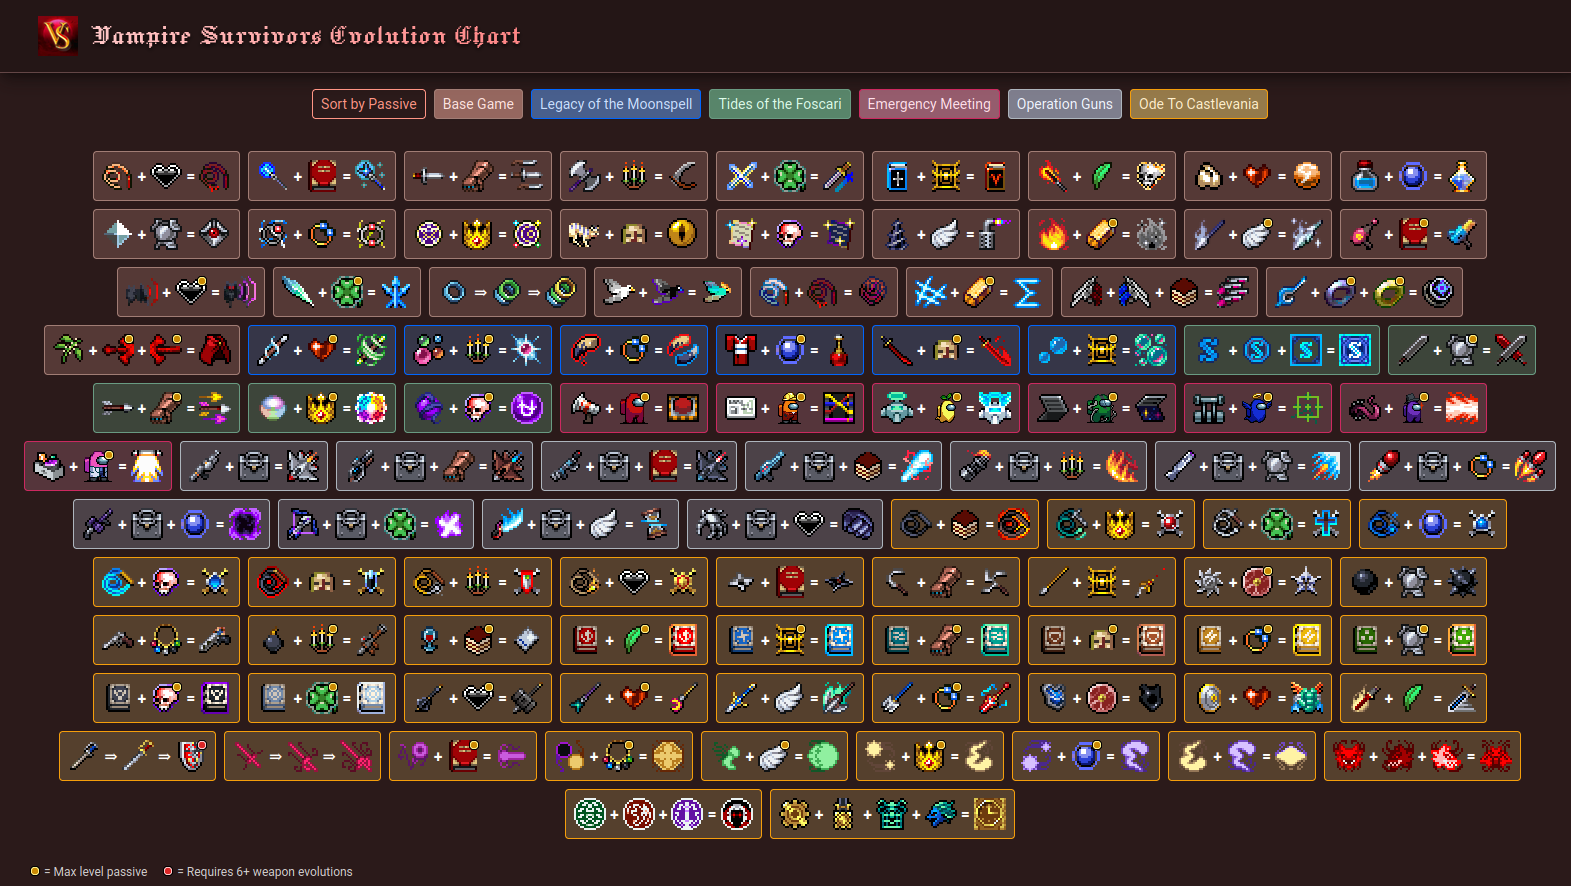 VS
Vampire Survivors Evolution Chart
Sort by Passive
Base Game
Legacy of the Moonspell
Tides of the Foscari
Emergency Meeting
Operation Guns
Ode To Castlevania
= Max level passive
= Requires 6+ weapon evolutions